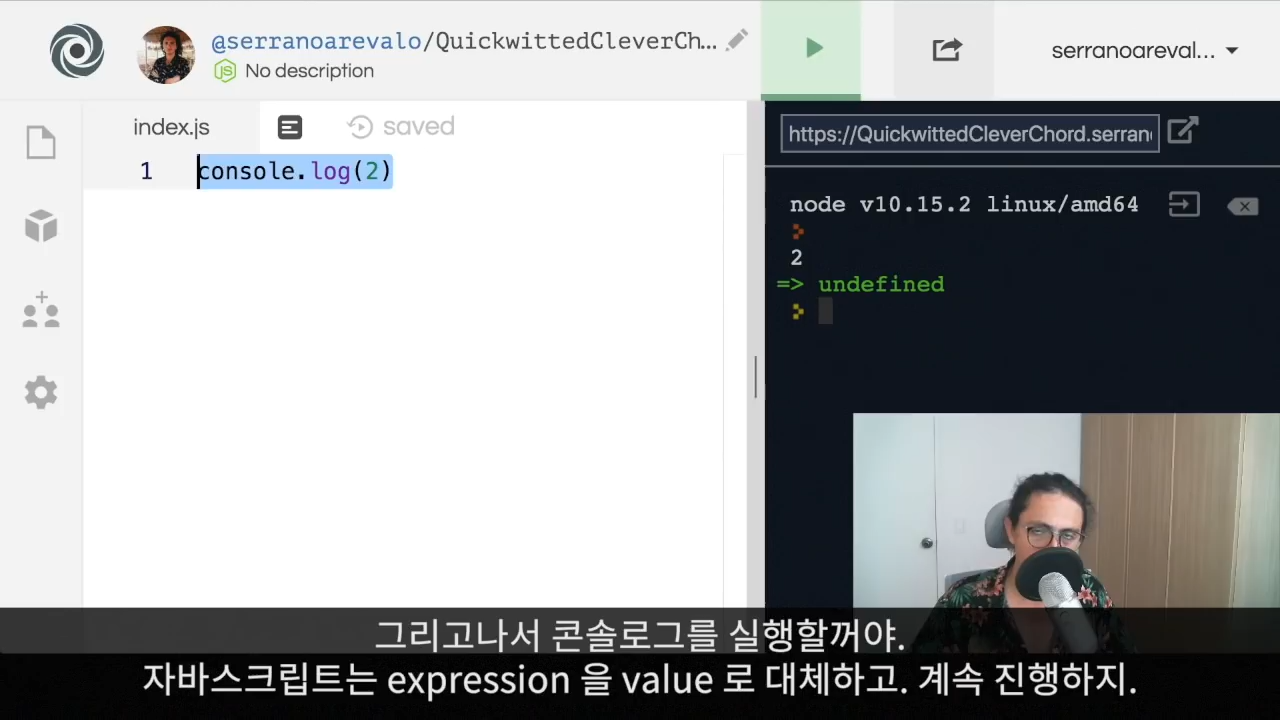 @serranoarevalo/QuickwittedCleverCh...
No description
serranoareval...
index.js
saved
1 console.log(2)
https://QuickwittedCleverChord.serran
node v10.15.2 linux/amd64
2
=> undefined
그리고나서 콘솔로그를 실행할꺼야.
자바스크립트는 expression 을 value 로 대체하고. 계속 진행하지.